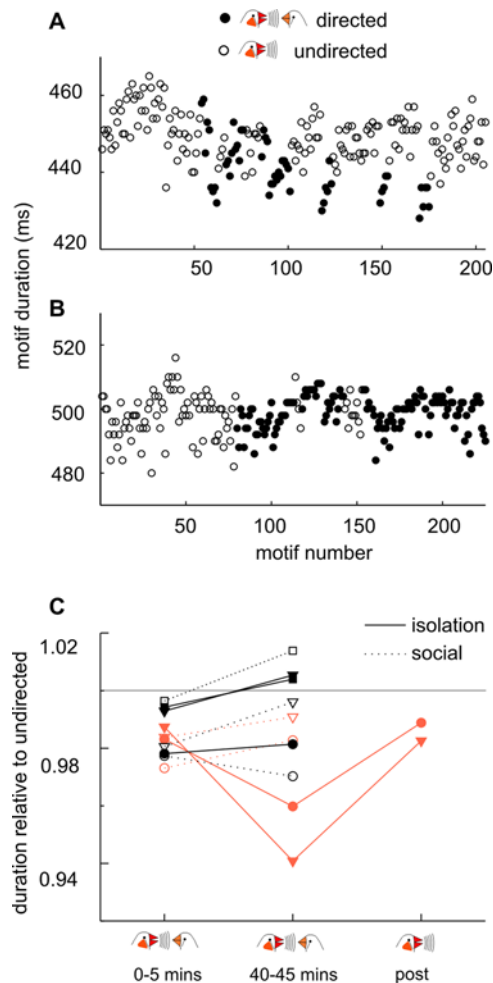 A
directed
undirected
460
440
420
50
100
150
200
motif duration (ms)
B
520
500
480
50
100
150
200
motif number
C
isolation
social
1.02
0.98
0.94
duration relative to undirected
0-5 mins
40-45 mins
post